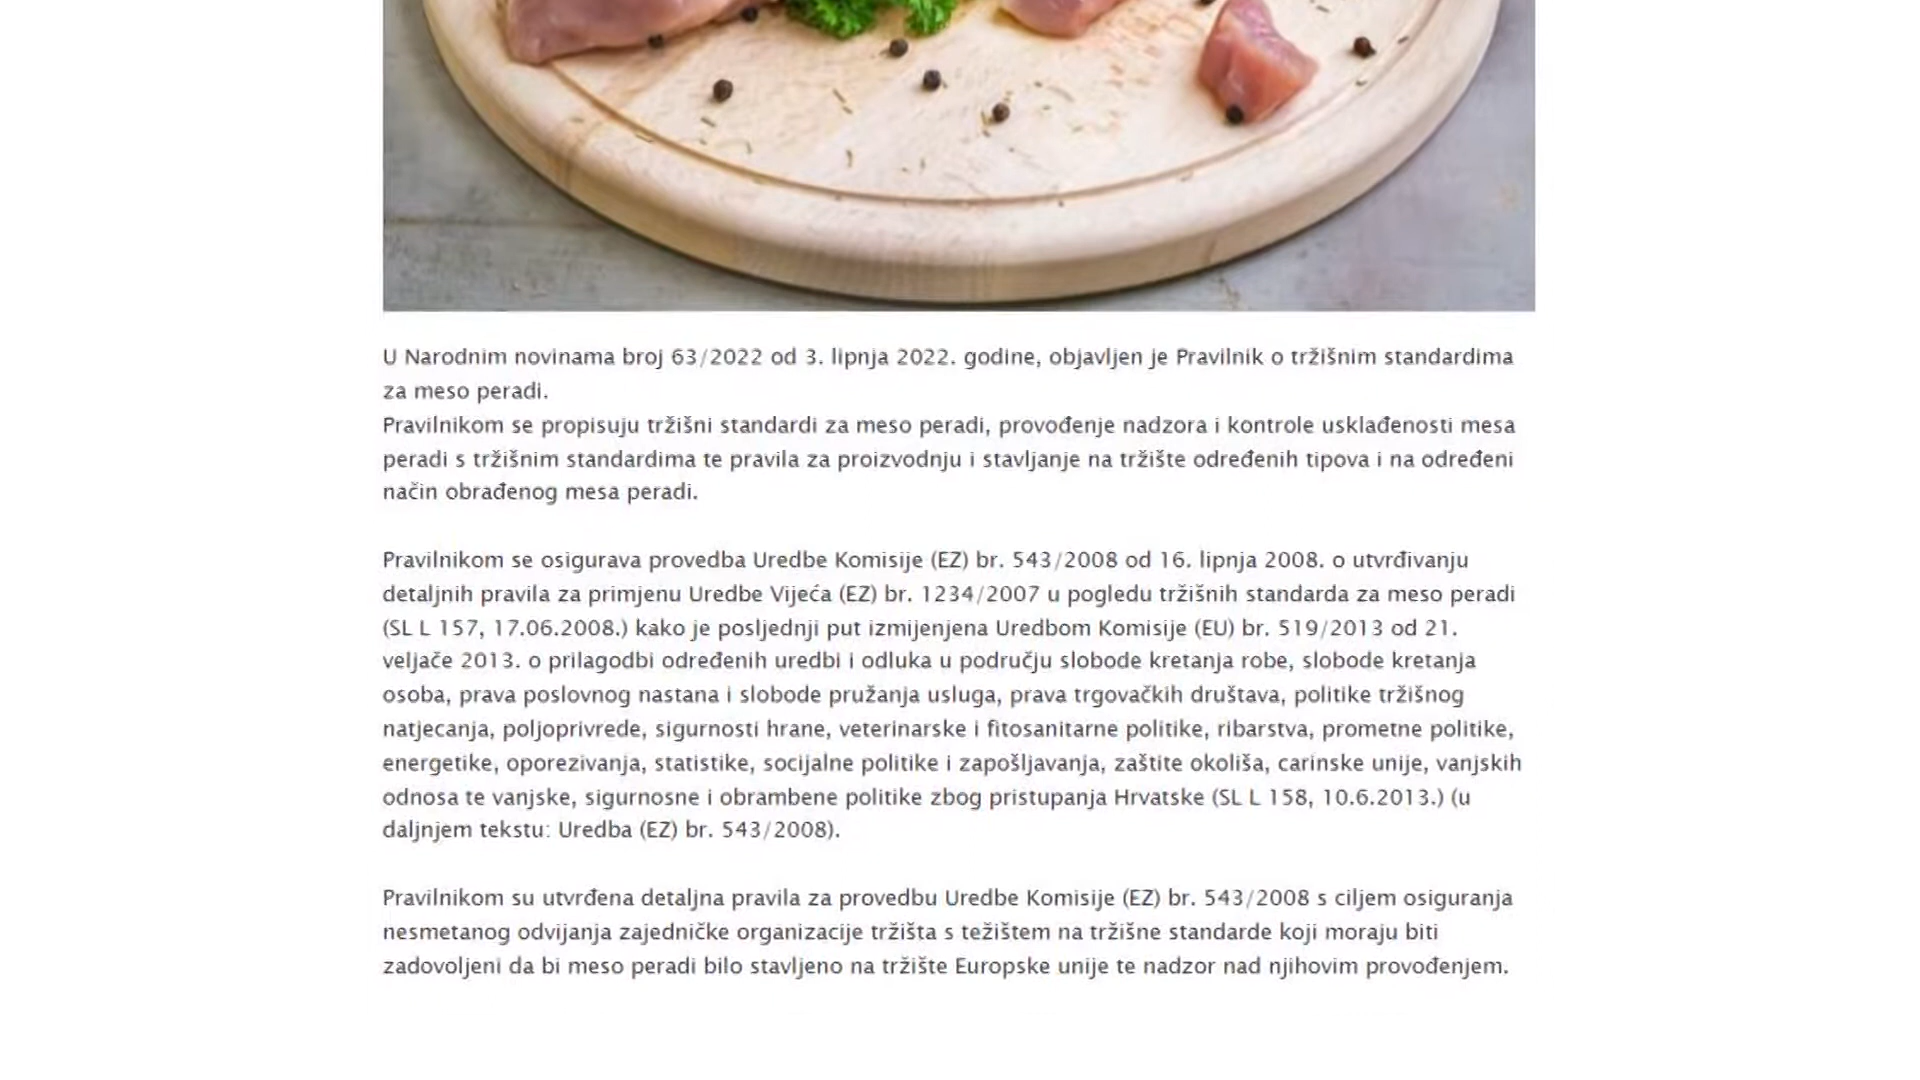 U Narodnim novinama broj 63/2022 od 3. lipnja 2022. godine, objavljen je Pravilnik o tržišnim standardima
za meso peradi.
Pravilnikom se propisuju tržišni standardi za meso peradi, provođenje nadzora i kontrole usklađenosti mesa
peradi s tržišnim standardima te pravila za proizvodnju i stavljanje na tržište određenih tipova i na određeni
način obrađenog mesa peradi.
Pravilnikom se osigurava provedba Uredbe Komisije (EZ) br. 543/2008 od 16. lipnja 2008. o utvrđivanju
detaljnih pravila za primjenu Uredbe Vijeća (EZ) br. 1234/2007 u pogledu tržišnih standarda za meso peradi
(SL L 157, 17.06.2008.) kako je posljednji put izmijenjena Uredbom Komisije (EU) br. 519/2013 od 21.
veljače 2013. o prilagodbi određenih uredbi i odluka u području slobode kretanja robe, slobode kretanja
osoba, prava poslovnog nastana i slobode pružanja usluga, prava trgovačkih društava, politike tržišnog
natjecanja, poljoprivrede, sigurnosti hrane, veterinarske i fitosanitarne politike, ribarstva, prometne politike,
energetike, oporezivanja, statistike, socijalne politike i zapošljavanja, zaštite okoliša, carinske unije, vanjskih
odnosa te vanjske, sigurnosne i obrambene politike zbog pristupanja Hrvatske (SL L 158, 10.6.2013.) (u
daljnjem tekstu: Uredba (EZ) br. 543/2008).
Pravilnikom su utvrđena detaljna pravila za provedbu Uredbe Komisije (EZ) br. 543/2008 s ciljem osiguranja
nesmetanog odvijanja zajedničke organizacije tržišta s težištem na tržišne standarde koji moraju biti
zadovoljeni da bi meso peradi bilo stavljeno na tržište Europske unije te nadzor nad njihovim provođenjem.